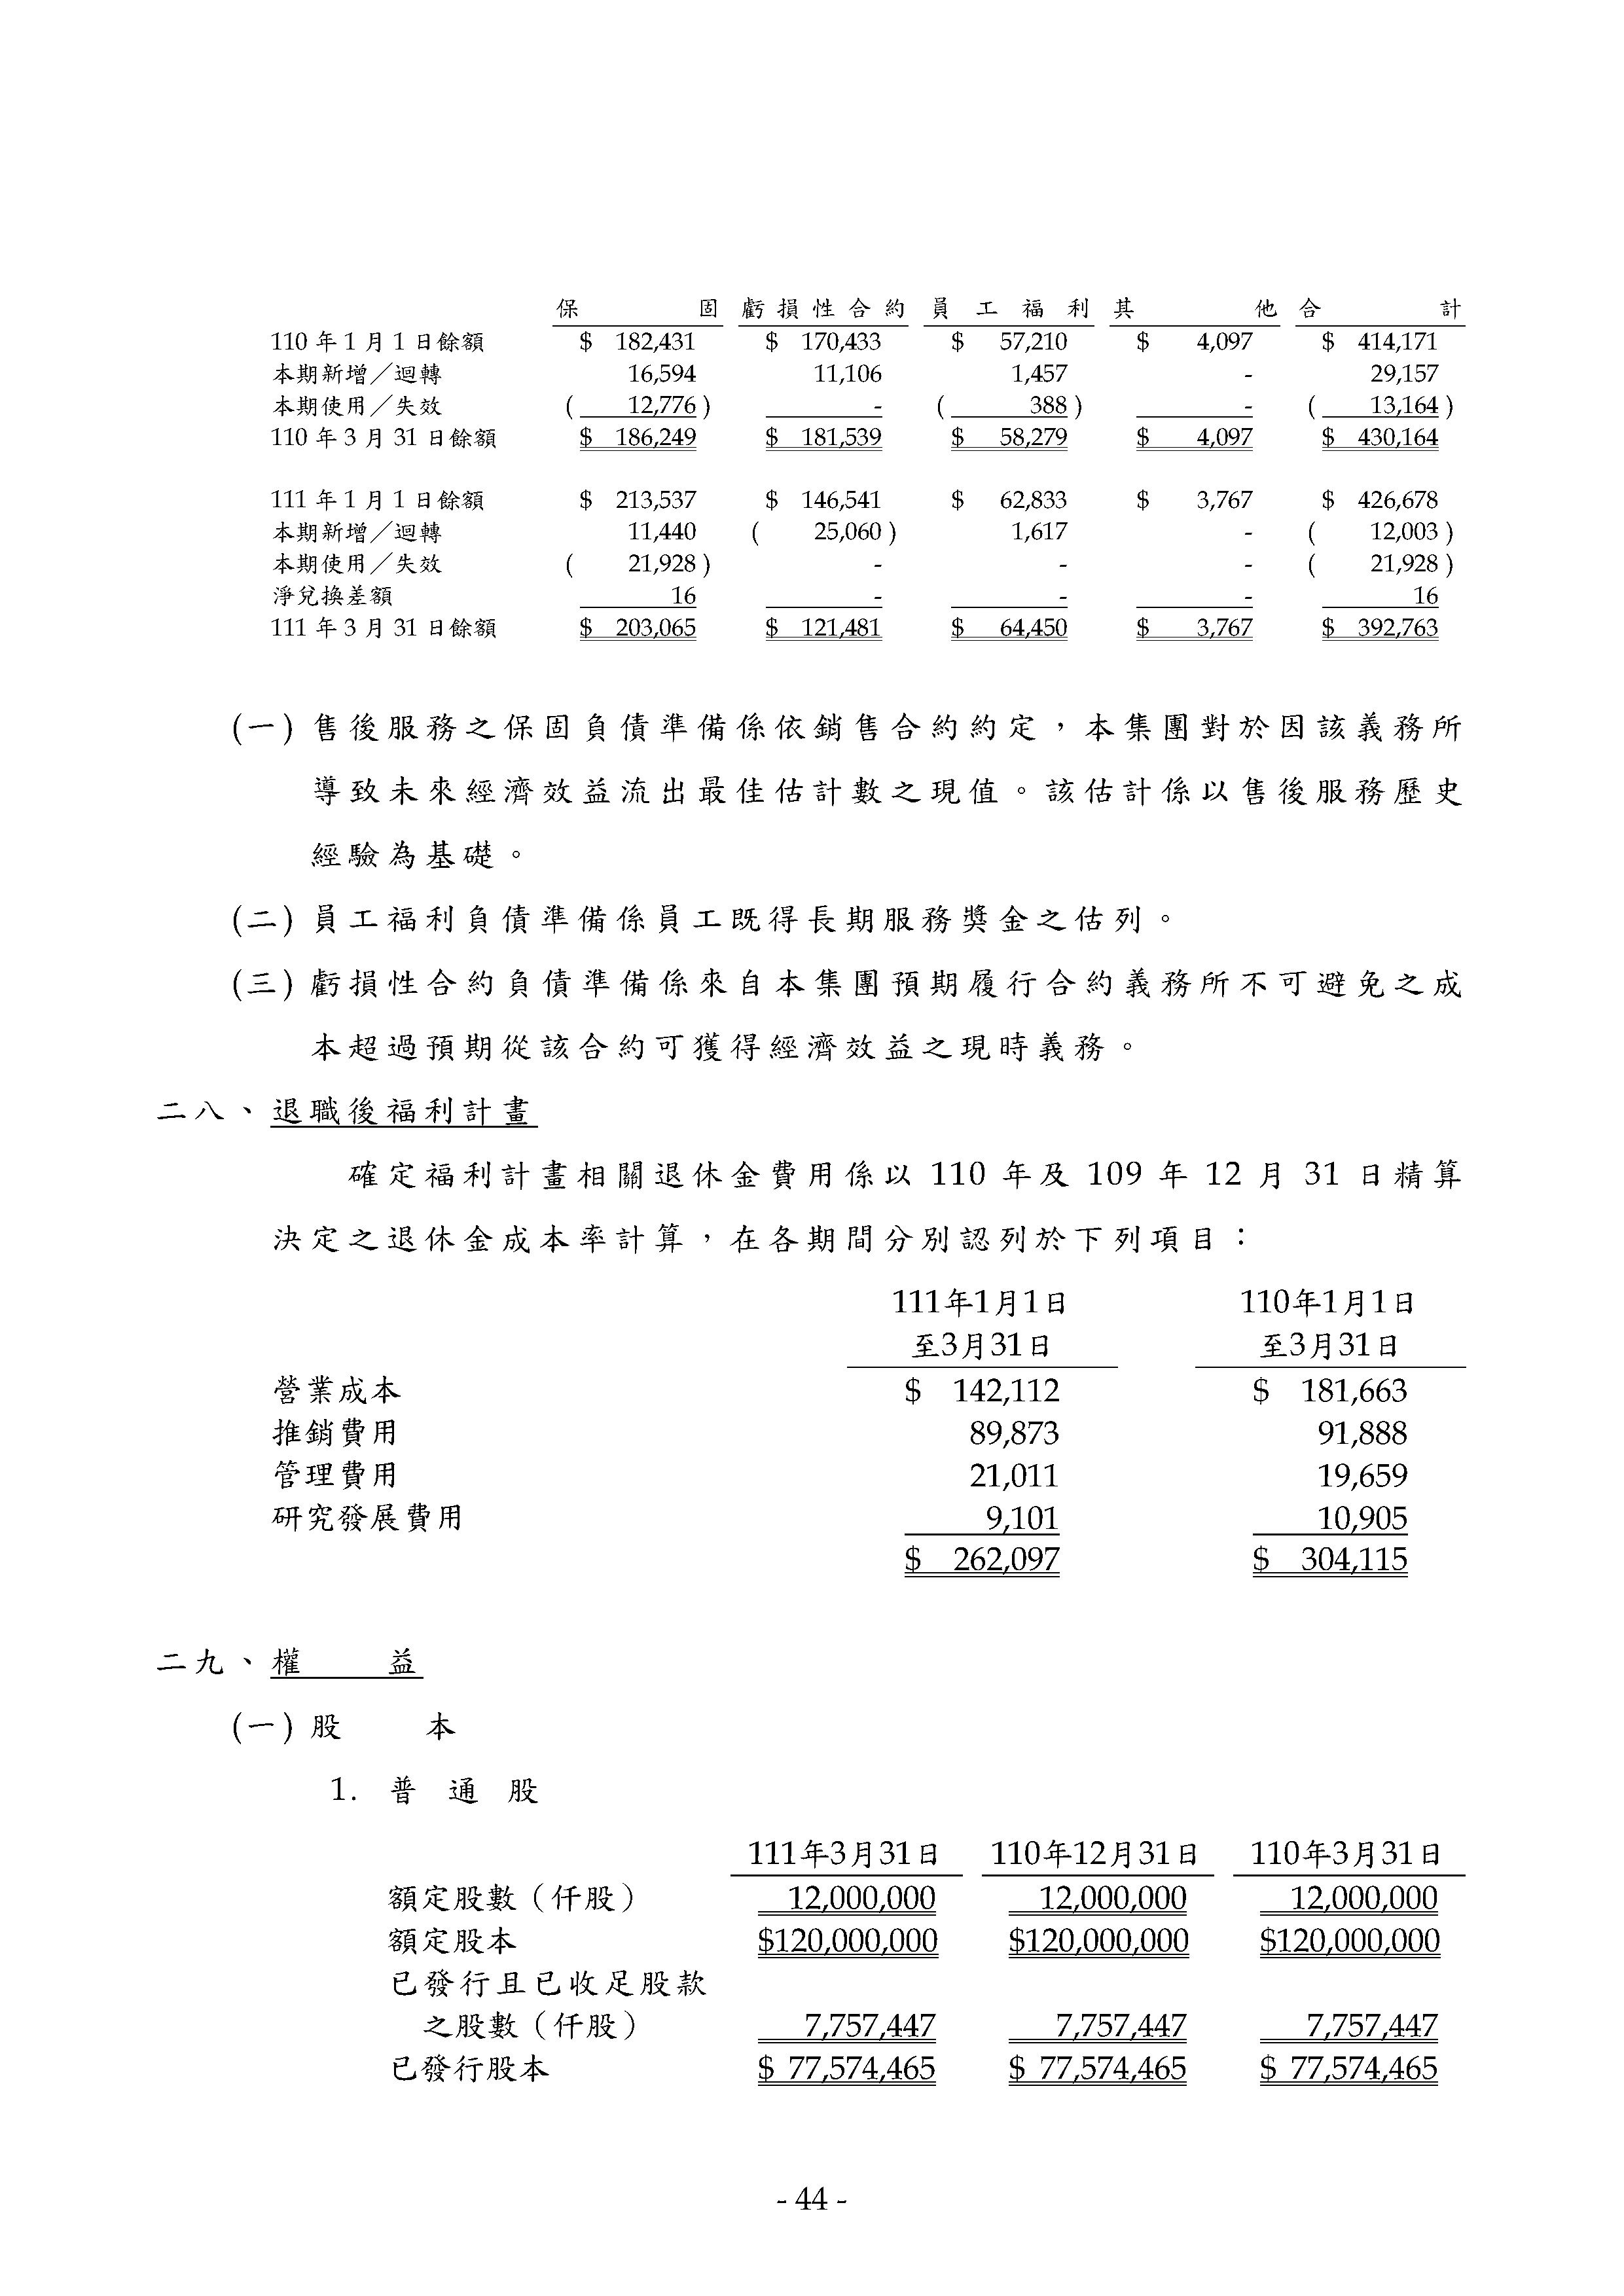 保固 虧損性合約 員工福利 其他 合計
110 年 1 月 1 日餘額 $ 182,431 $ 170,433 $ 57,210 $ 4,097 $ 414,171
本期新增／迴轉 16,594 11,106 1,457 - 29,157
本期使用／失效 ( 12,776 ) - ( 388 ) - ( 13,164 )
110 年 3 月 31 日餘額 $ 186,249 $ 181,539 $ 58,279 $ 4,097 $ 430,164
111 年 1 月 1 日餘額 $ 213,537 $ 146,541 $ 62,833 $ 3,767 $ 426,678
本期新增／迴轉 11,440 ( 25,060 ) 1,617 - ( 12,003 )
本期使用／失效 ( 21,928 ) - - - ( 21,928 )
淨兌換差額 16 - - - 16
111 年 3 月 31 日餘額 $ 203,065 $ 121,481 $ 64,450 $ 3,767 $ 392,763
(一) 售後服務之保固負債準備係依銷售合約約定，本集團對於因該義務所
導致未來經濟效益流出最佳估計數之現值。該估計係以售後服務歷史
經驗為基礎。
(二) 員工福利負債準備係員工既得長期服務獎金之估列。
(三) 虧損性合約負債準備係來自本集團預期履行合約義務所不可避免之成
本超過預期從該合約可獲得經濟效益之現時義務。
二八、退職後福利計畫
確定福利計畫相關退休金費用係以 110 年及 109 年 12 月 31 日精算
決定之退休金成本率計算，在各期間分別認列於下列項目：
111年1月1日 110年1月1日
至3月31日 至3月31日
營業成本 $ 142,112 $ 181,663
推銷費用 89,873 91,888
管理費用 21,011 19,659
研究發展費用 9,101 10,905
$ 262,097 $ 304,115
二九、權益
(一) 股本
1. 普通股
111年3月31日 110年12月31日 110年3月31日
額定股數（仟股） 12,000,000 12,000,000 12,000,000
額定股本 $120,000,000 $120,000,000 $120,000,000
已發行且已收足股款
之股數（仟股） 7,757,447 7,757,447 7,757,447
已發行股本 $ 77,574,465 $ 77,574,465 $ 77,574,465
- 44 -